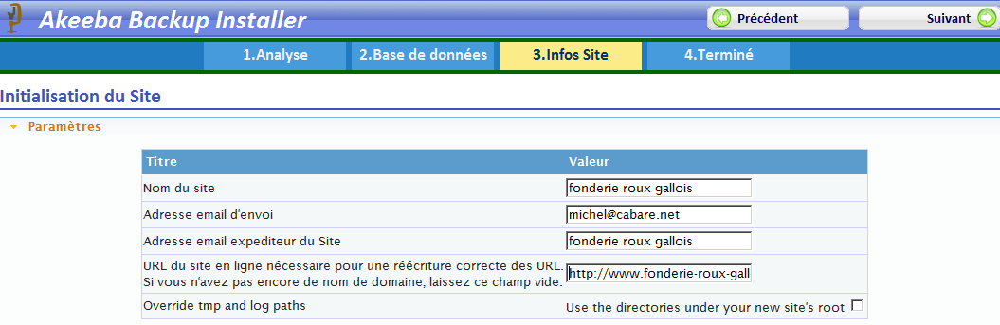 Akeeba Backup Installer
Précédent
Suivant
1.Analyse
2.Base de données
3.Infos Site
4.Terminé
Initialisation du Site
Paramètres
Titre Valeur
Nom du site fonderie roux gallois
Adresse email d'envoi michel@cabare.net
Adresse email expediteur du Site fonderie roux gallois
URL du site en ligne nécessaire pour une réécriture correcte des URL.
Si vous n'avez pas encore de nom de domaine, laissez ce champ vide.
http://www.fonderie-roux-gall
Override tmp and log paths Use the directories under your new site's root